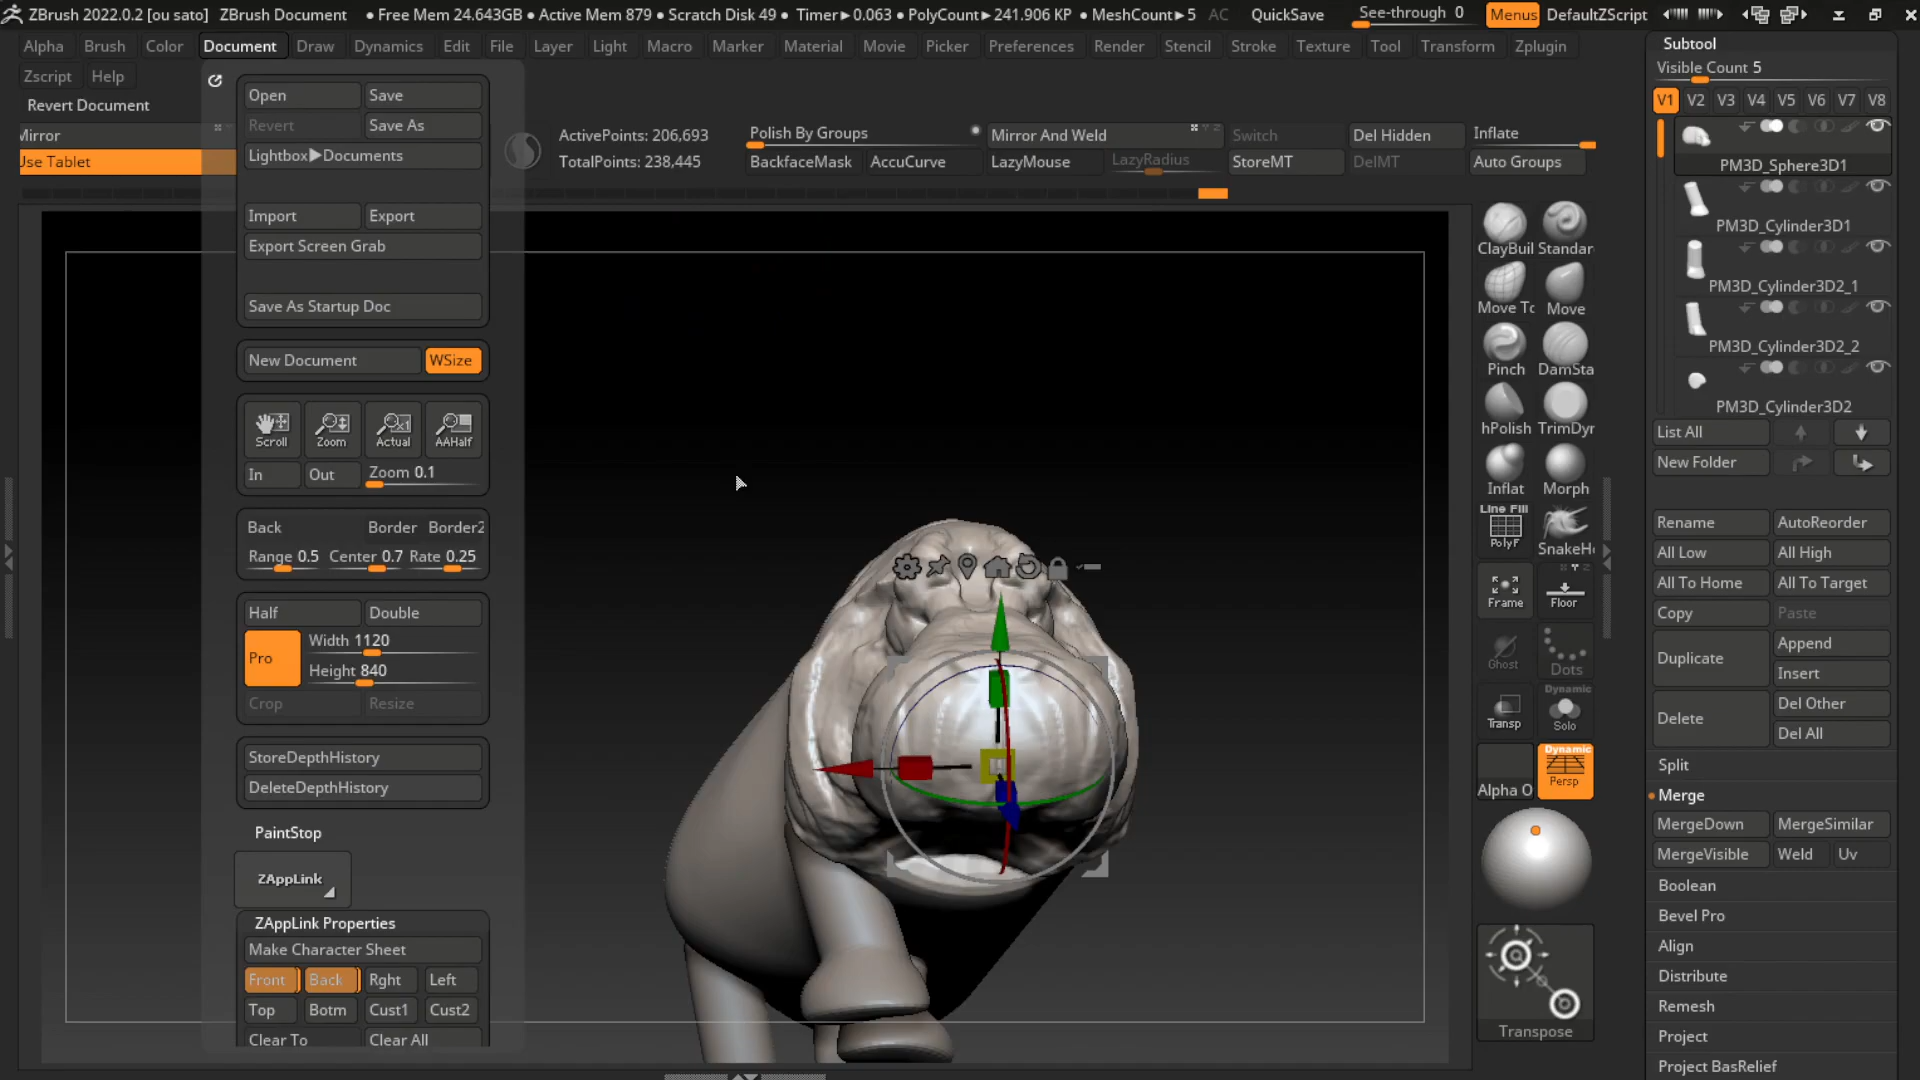 ZBrush 2022.0.2 [ou sato] ZBrush Document • Free Mem 24.643GB • Active Mem 879 • Scratch Disk 49 • Timer▶0.063 • PolyCount▶241.906 KP • MeshCount▶5 AC QuickSave See-through 0 Menus DefaultZScript
Alpha Brush Color Document Draw Dynamics Edit File Layer Light Macro Marker Material Movie Picker Preferences Render Stencil Stroke Texture Tool Transform Zplugin
Zscript Help
Revert Document
Mirror
Use Tablet
Open Save
Revert Save As
Lightbox▶Documents
Import Export
Export Screen Grab
Save As Startup Doc
New Document WSize
Scroll Zoom Actual AAHalf
In Out Zoom 0.1
Back Border Border2
Range 0.5 Center 0.7 Rate 0.25
Half Double
Pro Width 1120
Height 840
Crop Resize
StoreDepthHistory
DeleteDepthHistory
PaintStop
ZAppLink
ZAppLink Properties
Make Character Sheet
Front Back Rght Left
Top Botm Cust1 Cust2
Clear To Clear All
ActivePoints: 206,693 Polish By Groups Mirror And Weld Switch Del Hidden Inflate
TotalPoints: 238,445 BackfaceMask AccuCurve LazyMouse LazyRadius StoreMT DelMT Auto Groups
ClayBuil Standar
Move To Move
Pinch DamSta
hPolish TrimDyr
Inflat Morph
Line Fill
PolyF SnakeHo
Frame Floor
Ghost Dots
Transp Dynamic
Solo
Alpha O Dynamic
Persp
Transpose
Subtool
Visible Count 5
V1 V2 V3 V4 V5 V6 V7 V8
PM3D_Sphere3D1
PM3D_Cylinder3D1
PM3D_Cylinder3D2_1
PM3D_Cylinder3D2_2
PM3D_Cylinder3D2
List All
New Folder
Rename AutoReorder
All Low All High
All To Home All To Target
Copy Paste
Duplicate Append
Insert
Delete Del Other
Del All
Split
Merge
MergeDown MergeSimilar
MergeVisible Weld Uv
Boolean
Bevel Pro
Align
Distribute
Remesh
Project
Project BasRelief